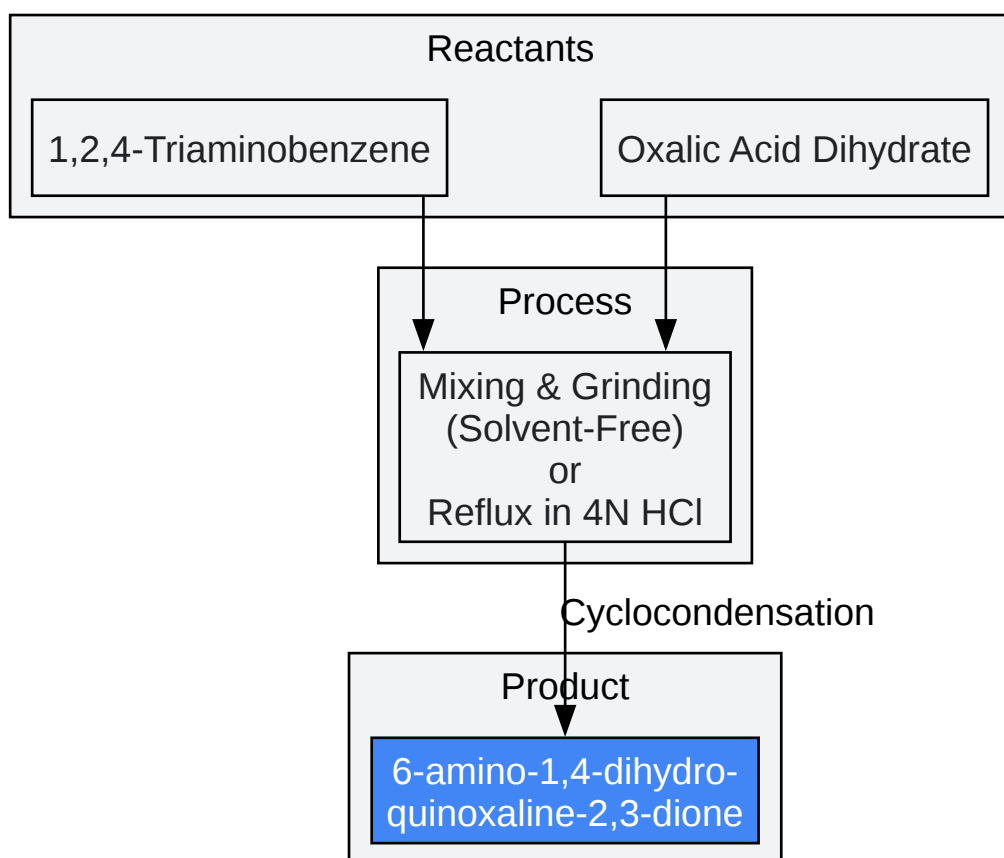 Reactants
1,2,4-Triaminobenzene
Oxalic Acid Dihydrate
Process
Mixing & Grinding
(Solvent-Free)
or
Reflux in 4N HCl
Cyclocondensation
Product
6-amino-1,4-dihydro-
quinoxaline-2,3-dione